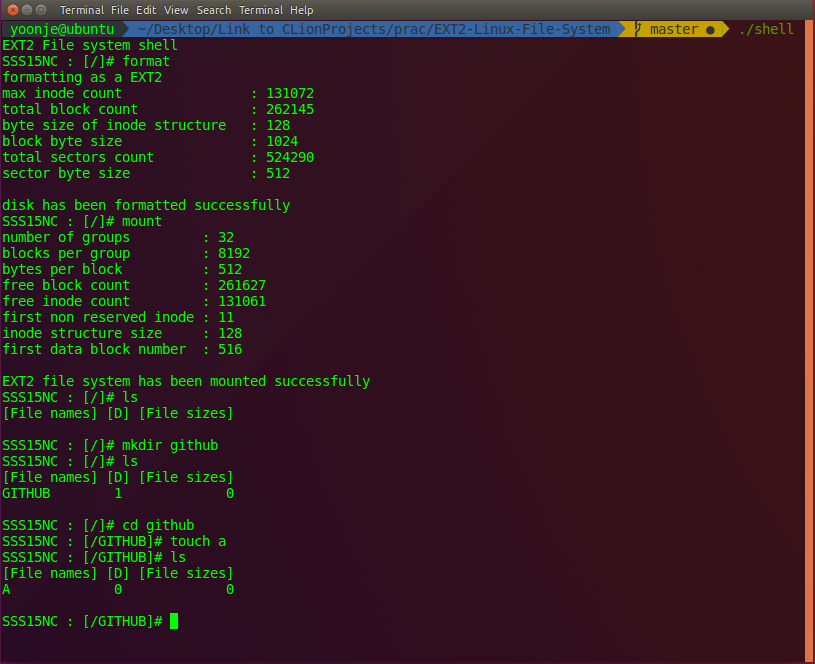 Terminal File Edit View Search Terminal Help
yoonje@ubuntu ~/Desktop/Link to CLionProjects/prac/EXT2-Linux-File-System master ● ./shell
EXT2 File system shell
SSS15NC : [/]# format
formatting as a EXT2
max inode count : 131072
total block count : 262145
byte size of inode structure : 128
block byte size : 1024
total sectors count : 524290
sector byte size : 512
disk has been formatted successfully
SSS15NC : [/]# mount
number of groups : 32
blocks per group : 8192
bytes per block : 512
free block count : 261627
free inode count : 131061
first non reserved inode : 11
inode structure size : 128
first data block number : 516
EXT2 file system has been mounted successfully
SSS15NC : [/]# ls
[File names] [D] [File sizes]
SSS15NC : [/]# mkdir github
SSS15NC : [/]# ls
[File names] [D] [File sizes]
GITHUB 1 0
SSS15NC : [/]# cd github
SSS15NC : [/GITHUB]# touch a
SSS15NC : [/GITHUB]# ls
[File names] [D] [File sizes]
A 0 0
SSS15NC : [/GITHUB]#